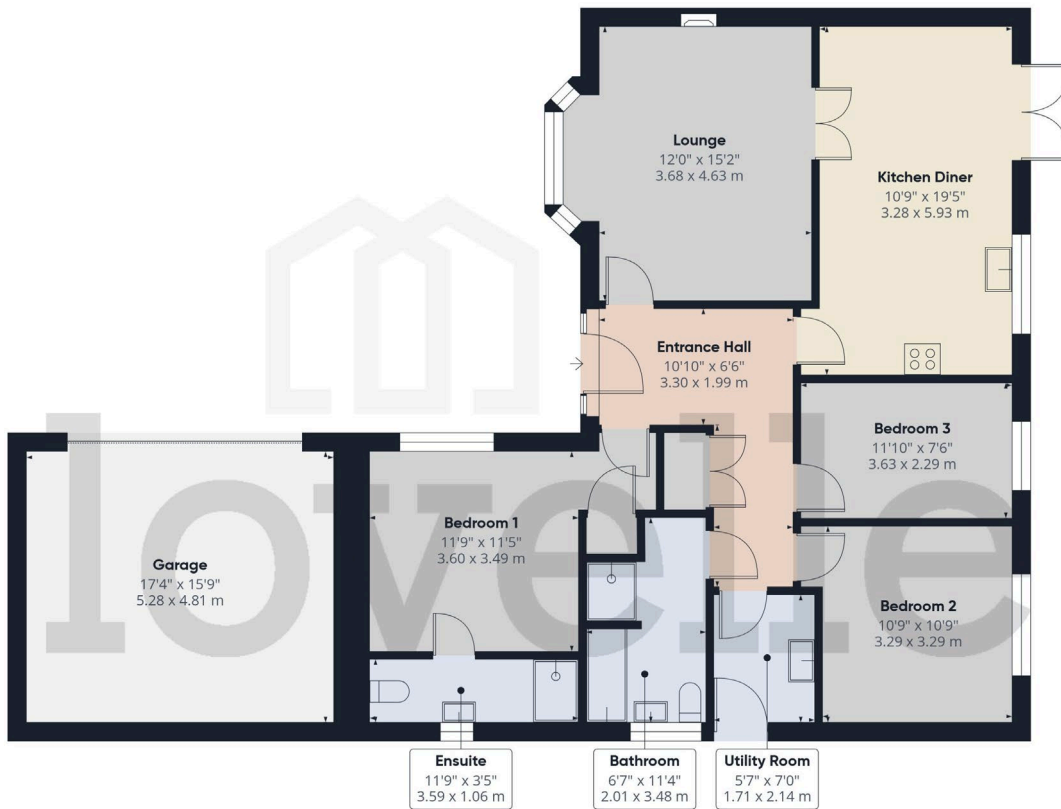 Lounge
12'0" x 15'2"
3.68 x 4.63 m
Kitchen Diner
10'9" x 19'5"
3.28 x 5.93 m
Entrance Hall
10'10" x 6'6"
3.30 x 1.99 m
Bedroom 3
11'10" x 7'6"
3.63 x 2.29 m
Bedroom 1
11'9" x 11'5"
3.60 x 3.49 m
Garage
17'4" x 15'9"
5.28 x 4.81 m
Bedroom 2
10'9" x 10'9"
3.29 x 3.29 m
lovelle
Ensuite
11'9" x 3'5"
3.59 x 1.06 m
Bathroom
6'7" x 11'4"
2.01 x 3.48 m
Utility Room
5'7" x 7'0"
1.71 x 2.14 m